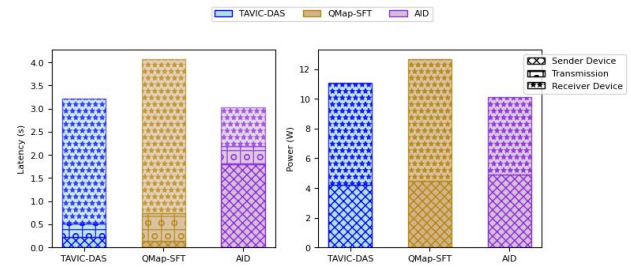 TAVIC-DAS QMap-SFT AID
Latency (s)
4.0
3.5
3.0
2.5
2.0
1.5
1.0
0.5
0.0
TAVIC-DAS QMap-SFT AID
Power (W)
12
10
8
6
4
2
0
TAVIC-DAS QMap-SFT AID
Sender Device
Transmission
Receiver Device